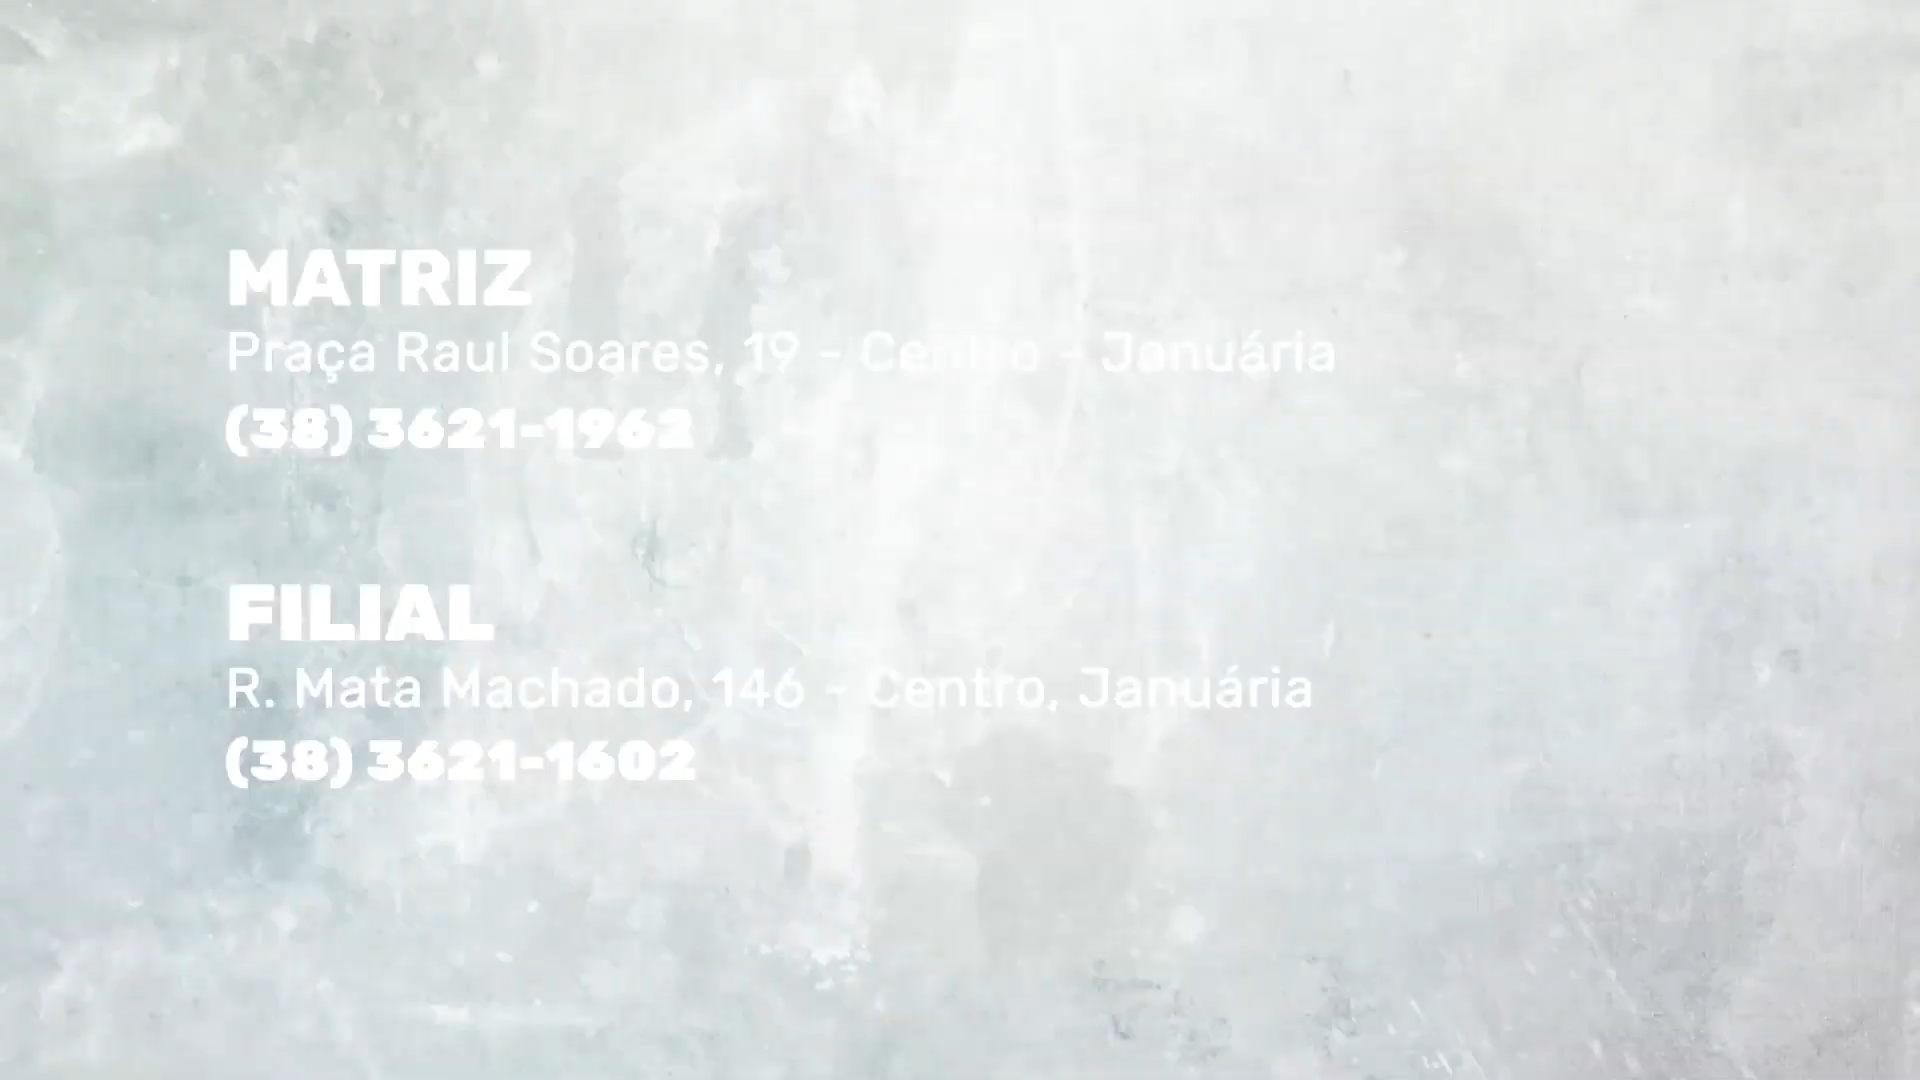 MATRIZ
Praça Raul Soares, 19 - Centro - Januária
(38) 3621-1962
FILIAL
R. Mata Machado, 146 - Centro, Januária
(38) 3621-1602